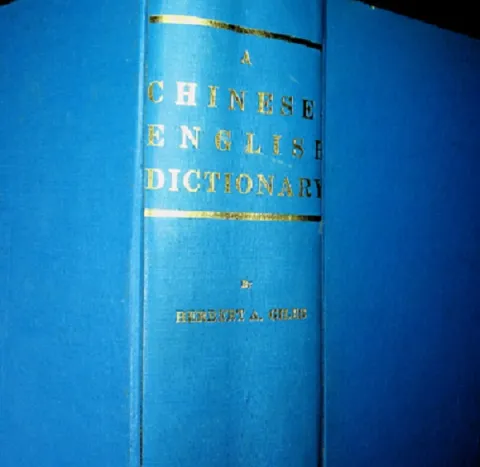 A
CHINESE
ENGLISH
DICTIONARY
By
HERBERT A. GILES